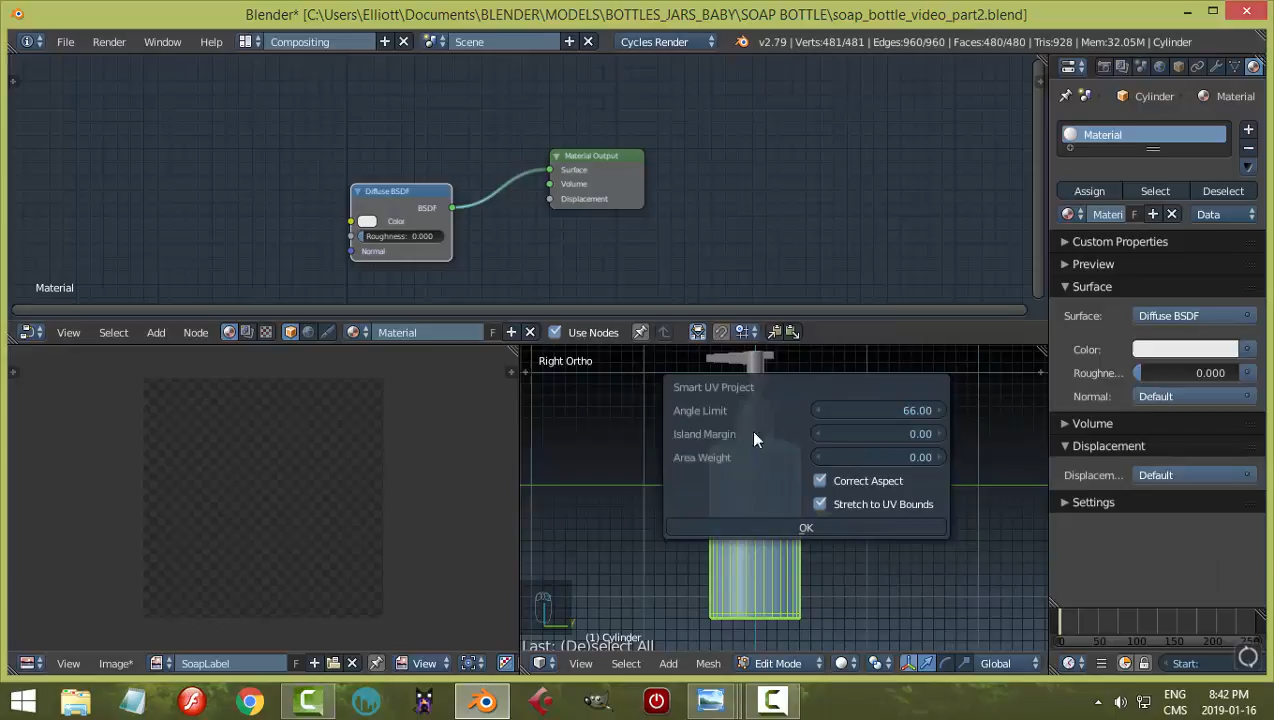 Blender* [C:\Users\Elliott\Documents\BLENDER\MODELS\BOTTLES_JARS_BABY\SOAP BOTTLE\soap_bottle_video_part2.blend]
File Render Window Help Compositing Scene Cycles Render v2.79 | Verts:481/481 | Edges:960/960 | Faces:480/480 | Tris:928 | Mem:32.05M | Cylinder
Cylinder Material
Material
Assign Select Deselect
Materi F Data
Custom Properties
Preview
Surface
Surface: Diffuse BSDF
Color:
Roughne... 0.000
Normal: Default
Volume
Displacement
Displacem... Default
Settings
Material Output
Surface
Volume
Displacement
Diffuse BSDF
BSDF
Color
Roughness: 0.000
Normal
Material
View Select Add Node Material F Use Nodes
Right Ortho
Smart UV Project
Angle Limit 66.00
Island Margin 0.00
Area Weight 0.00
Correct Aspect
Stretch to UV Bounds
OK
(1) Cylinder
Last: (De)select All
0 50 100 150 200 250
View Image* SoapLabel F View
View Select Add Mesh Edit Mode Global
Start:
ENG
CMS
8:42 PM
2019-01-16